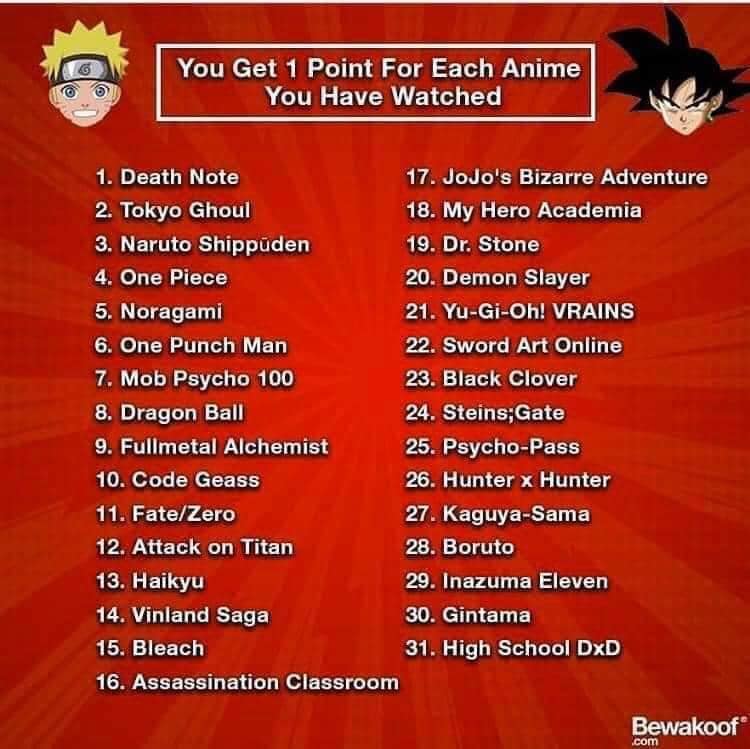 You Get 1 Point For Each Anime
You Have Watched
1. Death Note
2. Tokyo Ghoul
3. Naruto Shippūden
4. One Piece
5. Noragami
6. One Punch Man
7. Mob Psycho 100
8. Dragon Ball
9. Fullmetal Alchemist
10. Code Geass
11. Fate/Zero
12. Attack on Titan
13. Haikyu
14. Vinland Saga
15. Bleach
16. Assassination Classroom
17. JoJo's Bizarre Adventure
18. My Hero Academia
19. Dr. Stone
20. Demon Slayer
21. Yu-Gi-Oh! VRAINS
22. Sword Art Online
23. Black Clover
24. Steins;Gate
25. Psycho-Pass
26. Hunter x Hunter
27. Kaguya-Sama
28. Boruto
29. Inazuma Eleven
30. Gintama
31. High School DxD
Bewakoof®
.com